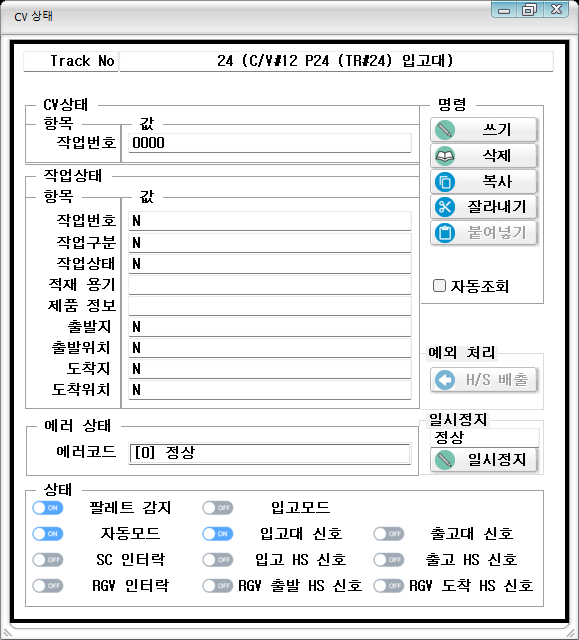 CV 상태
Track No 24 (C/V#12 P24 (TR#24) 입고대)
CV상태
항목 값
작업번호 0000
작업상태
항목 값
작업번호 N
작업구분 N
작업상태 N
적재 용기
제품 정보
출발지 N
출발위치 N
도착지 N
도착위치 N
에러 상태
에러코드 [0] 정상
명령
쓰기
삭제
복사
잘라내기
붙여넣기
자동조회
예외 처리
H/S 배출
일시정지
정상
일시정지
상태
ON 팔레트 감지 OFF 입고모드
ON 자동모드 ON 입고대 신호 OFF 출고대 신호
OFF SC 인터락 OFF 입고 HS 신호 OFF 출고 HS 신호
OFF RGV 인터락 OFF RGV 출발 HS 신호 OFF RGV 도착 HS 신호